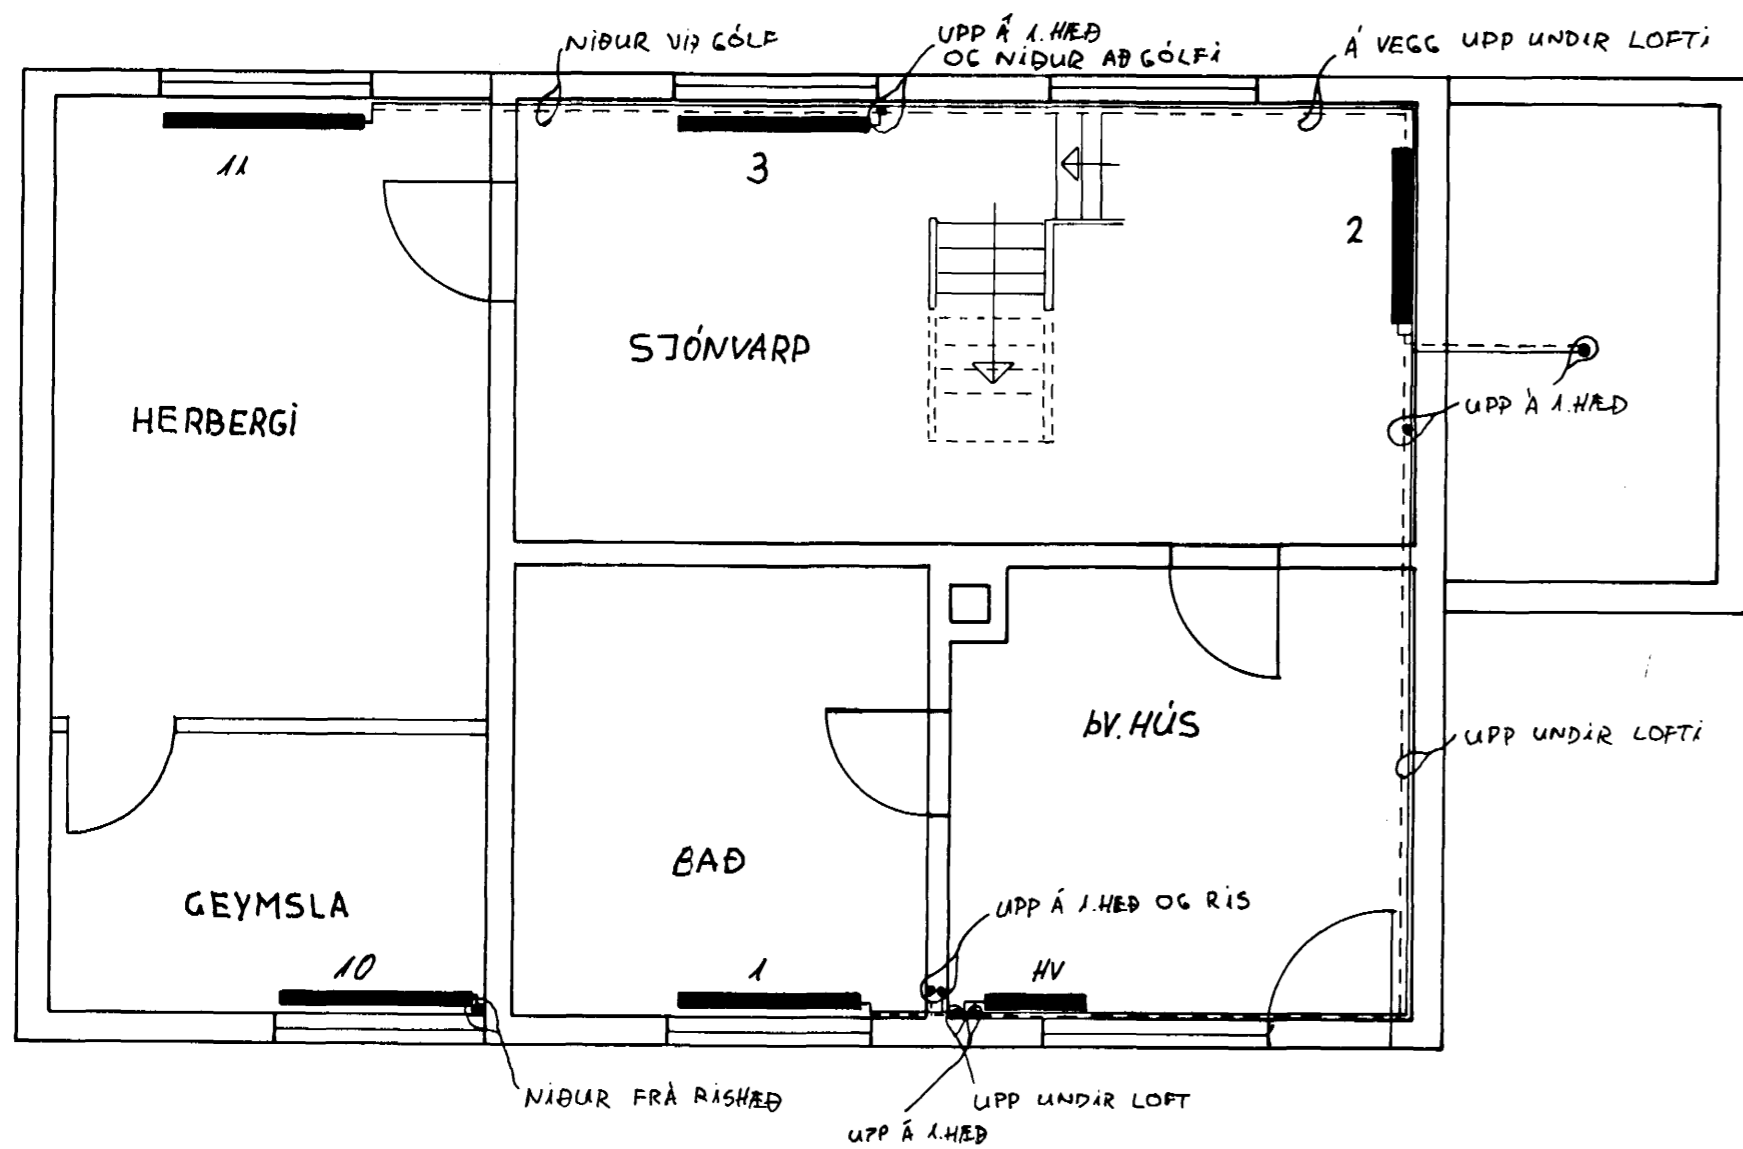 NIÐUR VIÐ GÓLF
UPP Á 1.HÆÐ
OG NIÐUR AÐ GÓLFI
Á VEGG UPP UNDIR LOFTI
11
3
2
SJÓNVARP
HERBERGI
UPP Á 1.HÆÐ
ÞV.HÚS
UPP UNDIR LOFTI
BAÐ
GEYMSLA
UPP Á 1.HÆÐ OG RIS
10
1
HV
NIÐUR FRÁ RISHÆÐ
UPP UNDIR LOFT
UPP Á 1.HÆÐ